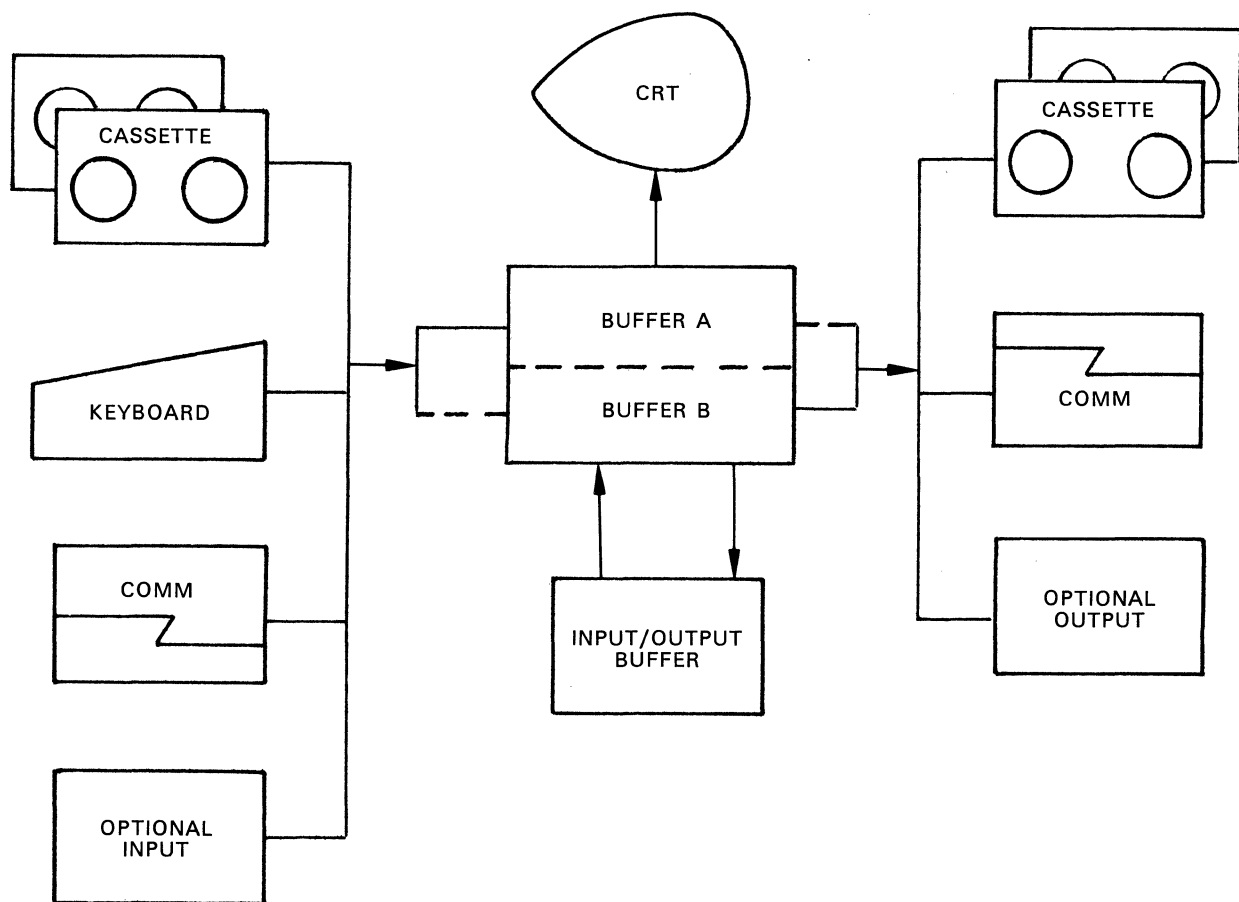 CASSETTE
KEYBOARD
COMM
OPTIONAL
INPUT
CRT
BUFFER A
BUFFER B
INPUT/OUTPUT
BUFFER
CASSETTE
COMM
OPTIONAL
OUTPUT